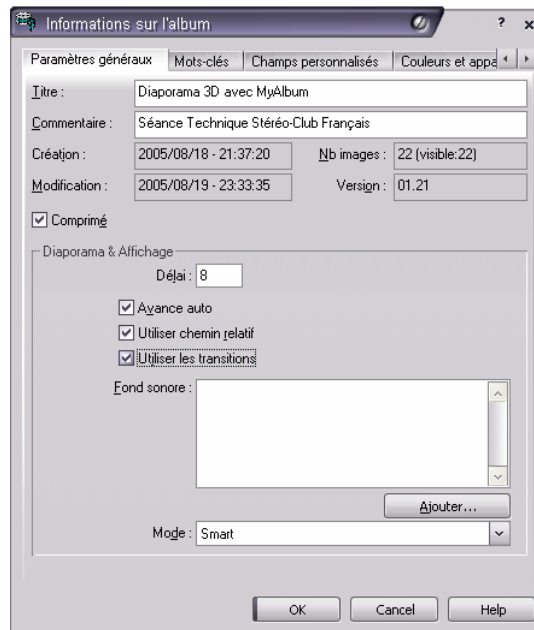 Informations sur l'album
Paramètres généraux Mots-clés Champs personnalisés Couleurs et appa
Titre : Diaporama 3D avec MyAlbum
Commentaire : Séance Technique Stéréo-Club Français
Création : 2005/08/18 - 21:37:20 Nb images : 22 (visible:22)
Modification : 2005/08/19 - 23:33:35 Version : 01.21
Comprimé
Diaporama & Affichage
Délai : 8
Avance auto
Utiliser chemin relatif
Utiliser les transitions
Fond sonore :
Ajouter...
Mode : Smart
OK Cancel Help